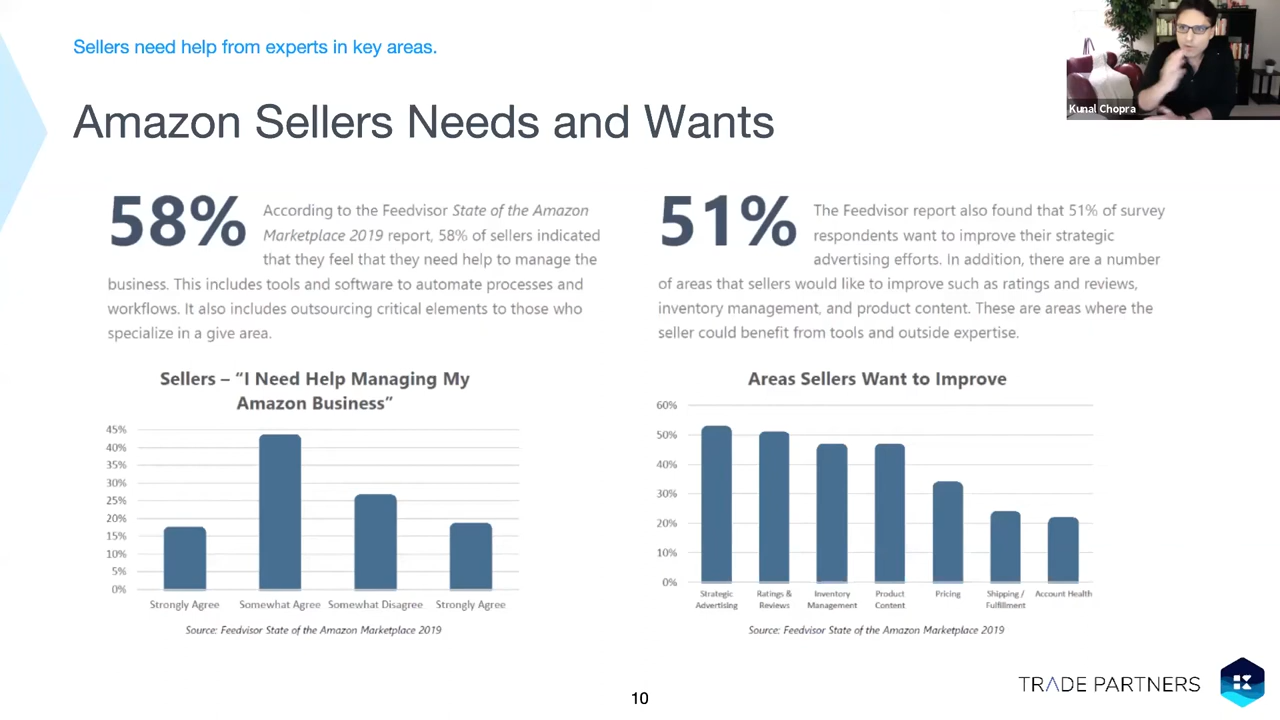 Sellers need help from experts in key areas.
Kunal Chopra
Amazon Sellers Needs and Wants
58%
According to the Feedvisor State of the Amazon
Marketplace 2019 report, 58% of sellers indicated
that they feel that they need help to manage the
business. This includes tools and software to automate processes and
workflows. It also includes outsourcing critical elements to those who
specialize in a give area.
51%
The Feedvisor report also found that 51% of survey
respondents want to improve their strategic
advertising efforts. In addition, there are a number
of areas that sellers would like to improve such as ratings and reviews,
inventory management, and product content. These are areas where the
seller could benefit from tools and outside expertise.
Sellers – “I Need Help Managing My
Amazon Business”
45%
40%
35%
30%
25%
20%
15%
10%
5%
0%
Strongly Agree
Somewhat Agree
Somewhat Disagree
Strongly Agree
Source: Feedvisor State of the Amazon Marketplace 2019
Areas Sellers Want to Improve
60%
50%
40%
30%
20%
10%
0%
Strategic
Advertising
Ratings &
Reviews
Inventory
Management
Product
Content
Pricing
Shipping /
Fulfillment
Account Health
Source: Feedvisor State of the Amazon Marketplace 2019
TRADE PARTNERS
10